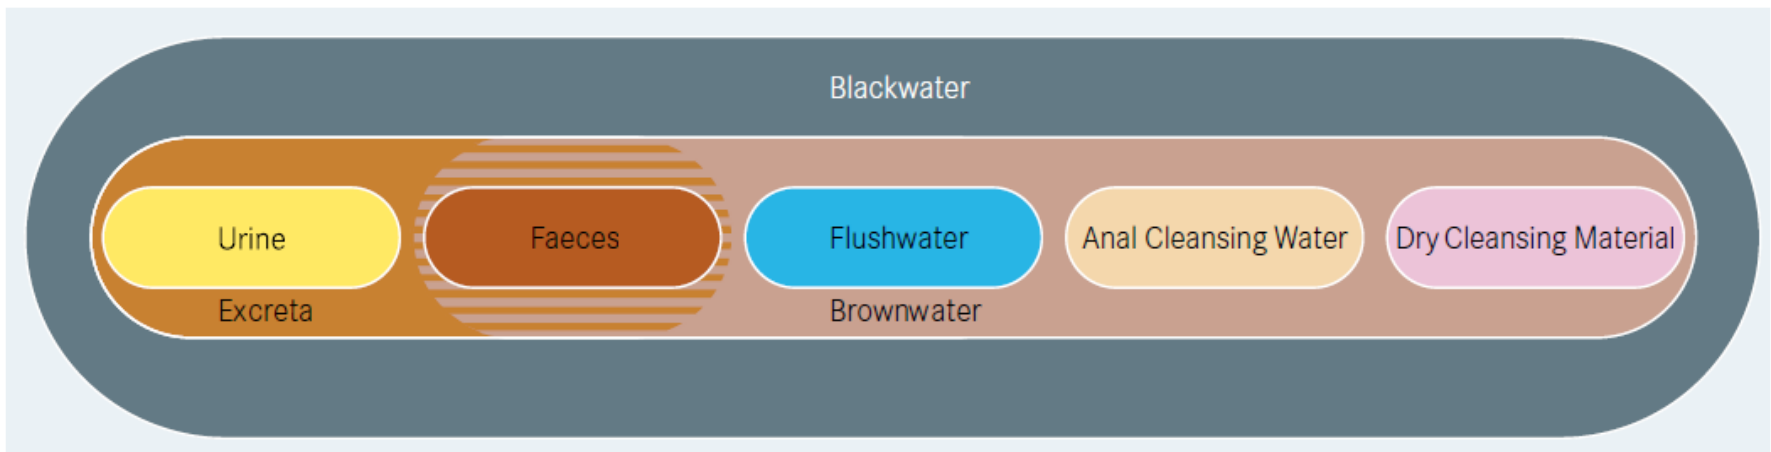 Blackwater
Urine
Faeces
Flushwater
Anal Cleansing Water
Dry Cleansing Material
Excreta
Brownwater